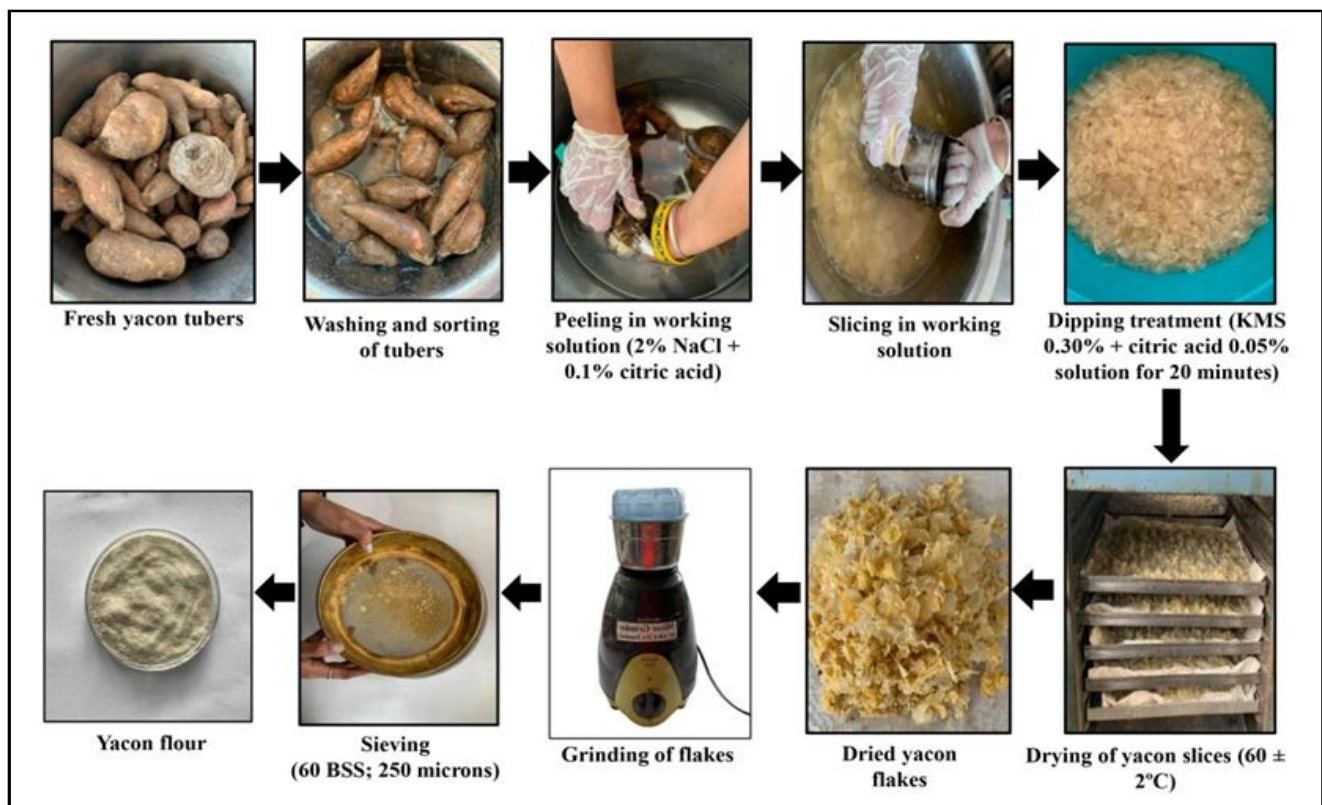 Fresh yacon tubers
Washing and sorting
of tubers
Peeling in working
solution (2% NaCl +
0.1% citric acid)
Slicing in working
solution
Dipping treatment (KMS
0.30% + citric acid 0.05%
solution for 20 minutes)
Yacon flour
Sieving
(60 BSS; 250 microns)
Grinding of flakes
Dried yacon
flakes
Drying of yacon slices (60 ±
2°C)